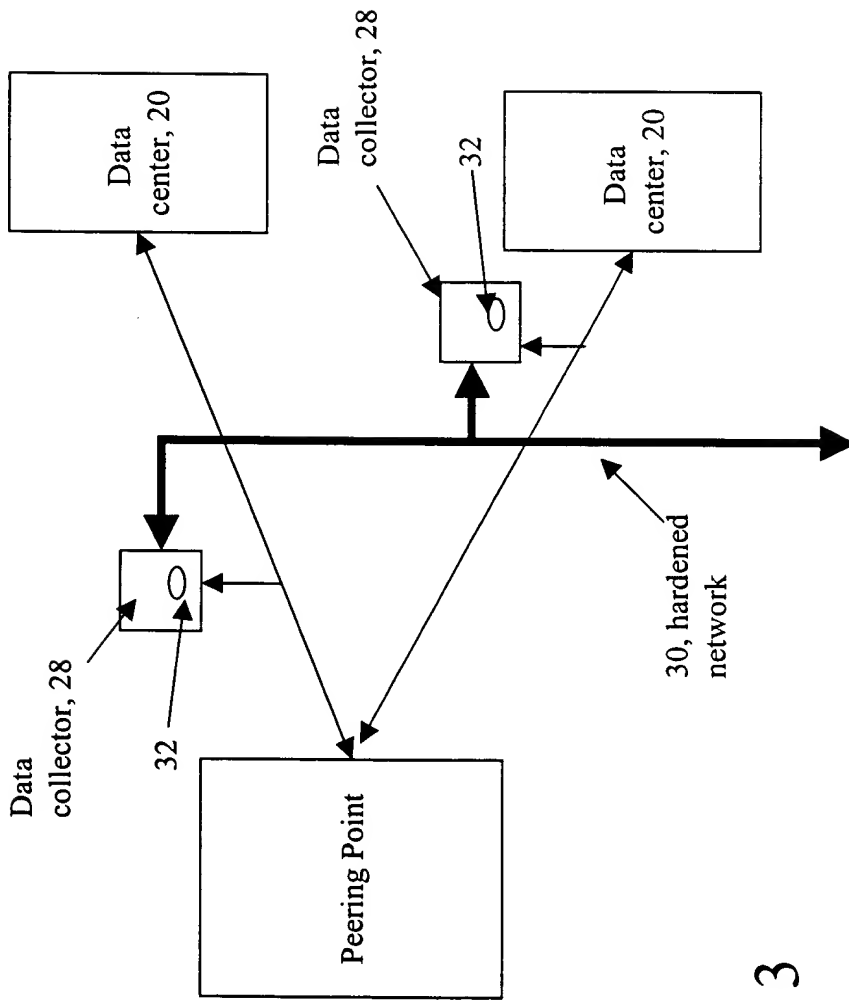 Data
collector, 28
32
Peering Point
Data
center, 20
Data
collector, 28
32
Data
center, 20
30, hardened
network
3